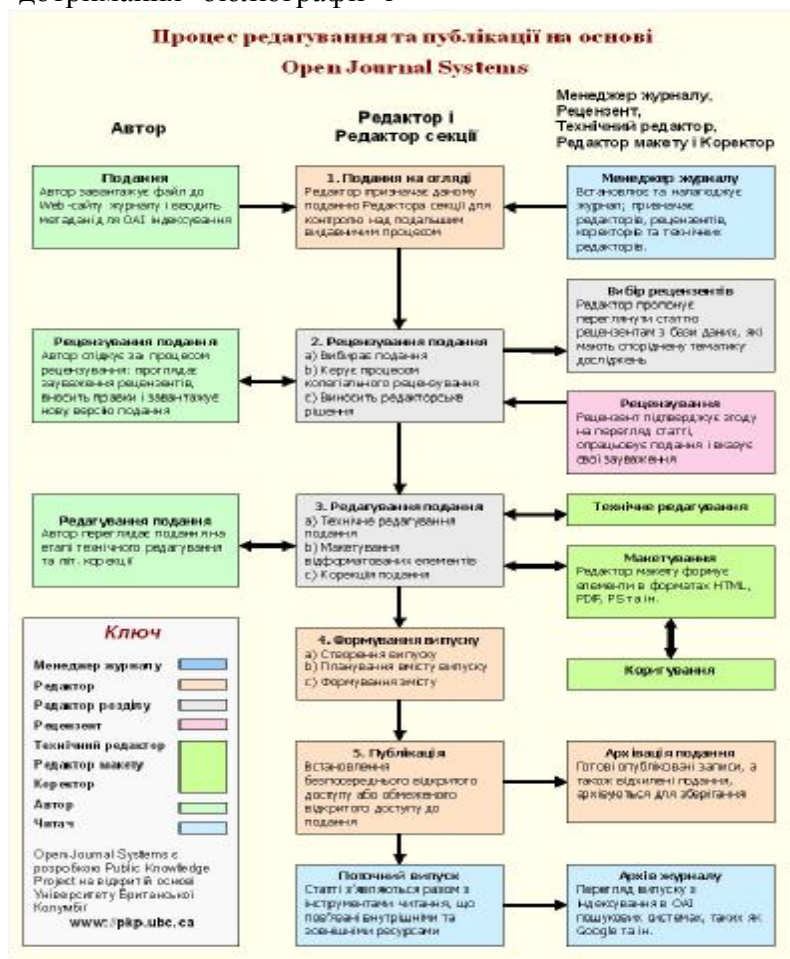 дотримання бібліографії і
Процес редагування та публікації на основі
Open Journal Systems
Автор
Редактор і
Редактор секції
Менеджер журналу,
Рецензент,
Технічний редактор,
Редактор макету і Коректор
Подання
Автор завантажує файл до
Web-сайту журналу і вводить
метадані для OAI індексування
1. Подання на огляді
Редактор призначає даному
поданню Редактора секції для
контролю над подальшим
видавничим процесом
Менеджер журналу
Встановлює та налагоджує
журнал; призначає
редакторів, рецензентів,
коректорів та технічних
редакторів.
Вибір рецензентів
Редактор пропонує
переглянути статтю
рецензентам з бази даних, які
мають споріднену тематику
досліджень
Рецензування подання
Автор слідкує за процесом
рецензування: проглядає
зауваження рецензентів,
вносить правки і завантажує
нову версію подання
2. Рецензування подання
a) Вибирає подання
b) Керує процесом
колегіального рецензування
c) Виносить редакторські
рішення
Рецензування
Рецензент підтверджує згоду
на перегляд статті,
опрацьовує подання і вказує
свої зауваження
Редагування подання
Автор переглядає подання на
етапі технічного редагування
та літ. корекції
3. Редагування подання
a) Технічне редагування
подання
b) Макетування
відформатованих елементів
c) Корекція подання
Технічне редагування
Макетування
Редактор макету формує
елементи в форматах HTML,
PDF, PS та ін.
Коригування
4. Формування випуску
a) Створення випуску
b) Планування вмісту випуску
c) Формування змісту
5. Публікація
Встановлення
безпосереднього відкритого
доступу або обмеженого
відкритого доступу до
подання
Архівація подання
Готові опубліковані записи, а
також відхилені подання,
архівуються для зберігання
Поточний випуск
Статті з'являються разом з
інструментами читання, що
пов'язані внутрішніми та
зовнішніми ресурсами
Архів журналу
Перегляд випуску з
індексування в OAI
пошукових системах, таких як
Google та ін.
Ключ
Менеджер журналу
Редактор
Редактор розділу
Рецензент
Технічний редактор
Редактор макету
Коректор
Автор
Читач
Open Journal Systems є
розробкою Public Knowledge
Project на відкритій основі
Університету Британської
Колумбії
www.pkp.ubc.ca